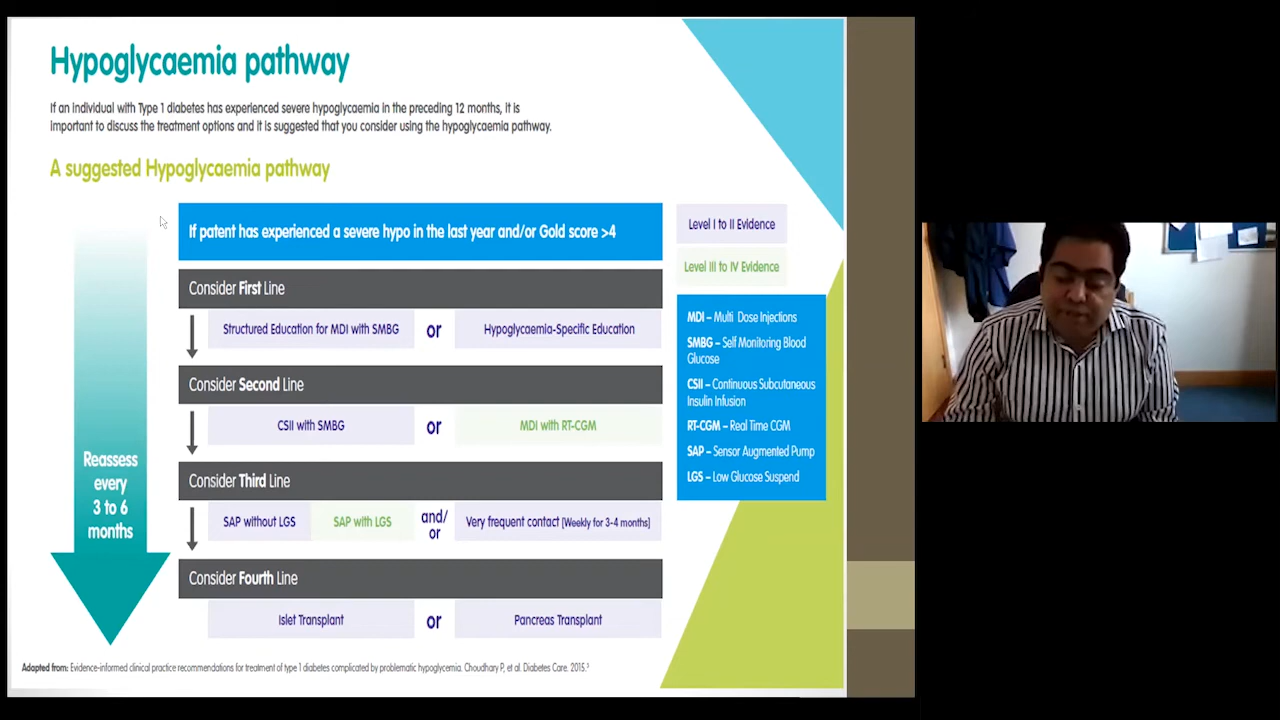 Hypoglycaemia pathway
If an individual with Type 1 diabetes has experienced severe hypoglycaemia in the preceding 12 months, it is
important to discuss the treatment options and it is suggested that you consider using the hypoglycaemia pathway.
A suggested Hypoglycaemia pathway
If patent has experienced a severe hypo in the last year and/or Gold score >4
Consider First Line
Structured Education for MDI with SMBG or Hypoglycaemia-Specific Education
Consider Second Line
CSII with SMBG or MDI with RT-CGM
Consider Third Line
SAP without LGS SAP with LGS and/
or
Very frequent contact [Weekly for 3-4 months]
Consider Fourth Line
Islet Transplant or Pancreas Transplant
Reassess
every
3 to 6
months
Level I to II Evidence
Level III to IV Evidence
MDI – Multi Dose Injections
SMBG – Self Monitoring Blood
Glucose
CSII – Continuous Subcutaneous
Insulin Infusion
RT-CGM – Real Time CGM
SAP – Sensor Augmented Pump
LGS – Low Glucose Suspend
Adapted from: Evidence-informed clinical practice recommendations for treatment of type 1 diabetes complicated by problematic hypoglycemia. Choudhary P, et al. Diabetes Care. 2015.⁵